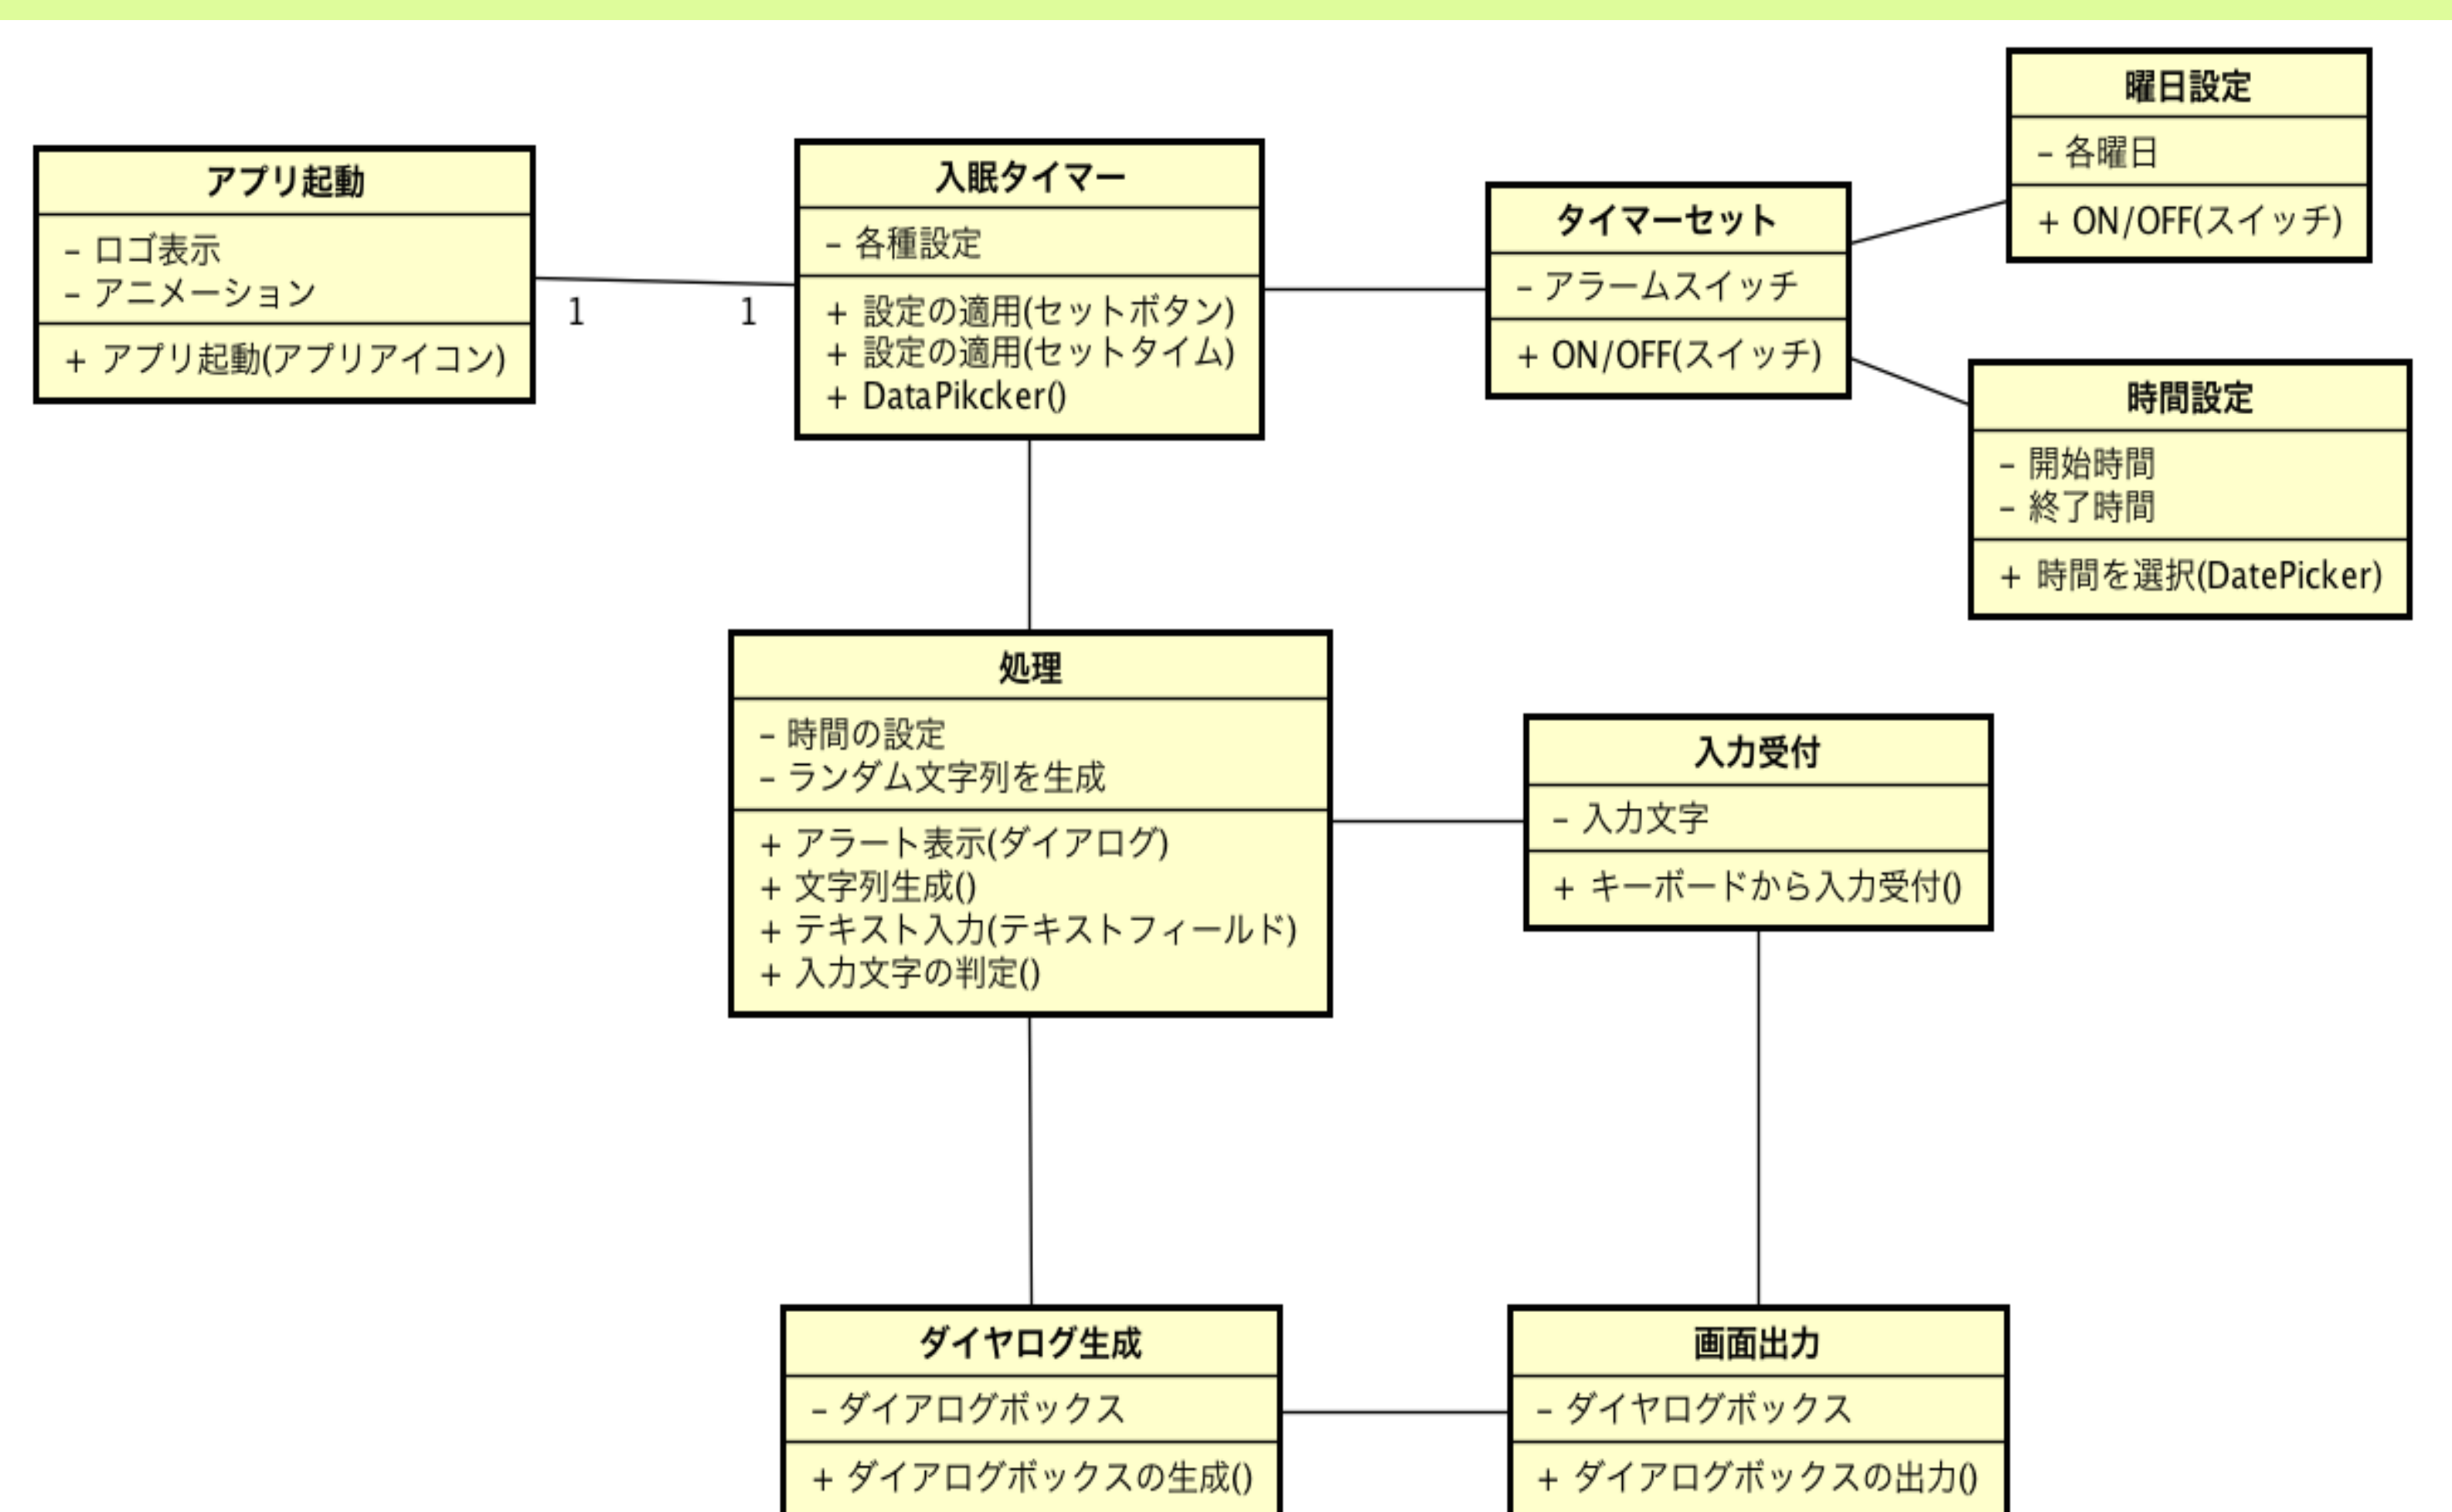 アプリ起動
– ロゴ表示
– アニメーション
+ アプリ起動(アプリアイコン)
1
1
入眠タイマー
– 各種設定
+ 設定の適用(セットボタン)
+ 設定の適用(セットタイム)
+ DataPikcker()
タイマーセット
– アラームスイッチ
+ ON/OFF(スイッチ)
曜日設定
– 各曜日
+ ON/OFF(スイッチ)
時間設定
– 開始時間
– 終了時間
+ 時間を選択(DatePicker)
処理
– 時間の設定
– ランダム文字列を生成
+ アラート表示(ダイアログ)
+ 文字列生成()
+ テキスト入力(テキストフィールド)
+ 入力文字の判定()
入力受付
– 入力文字
+ キーボードから入力受付()
ダイヤログ生成
– ダイアログボックス
+ ダイアログボックスの生成()
画面出力
– ダイヤログボックス
+ ダイアログボックスの出力()